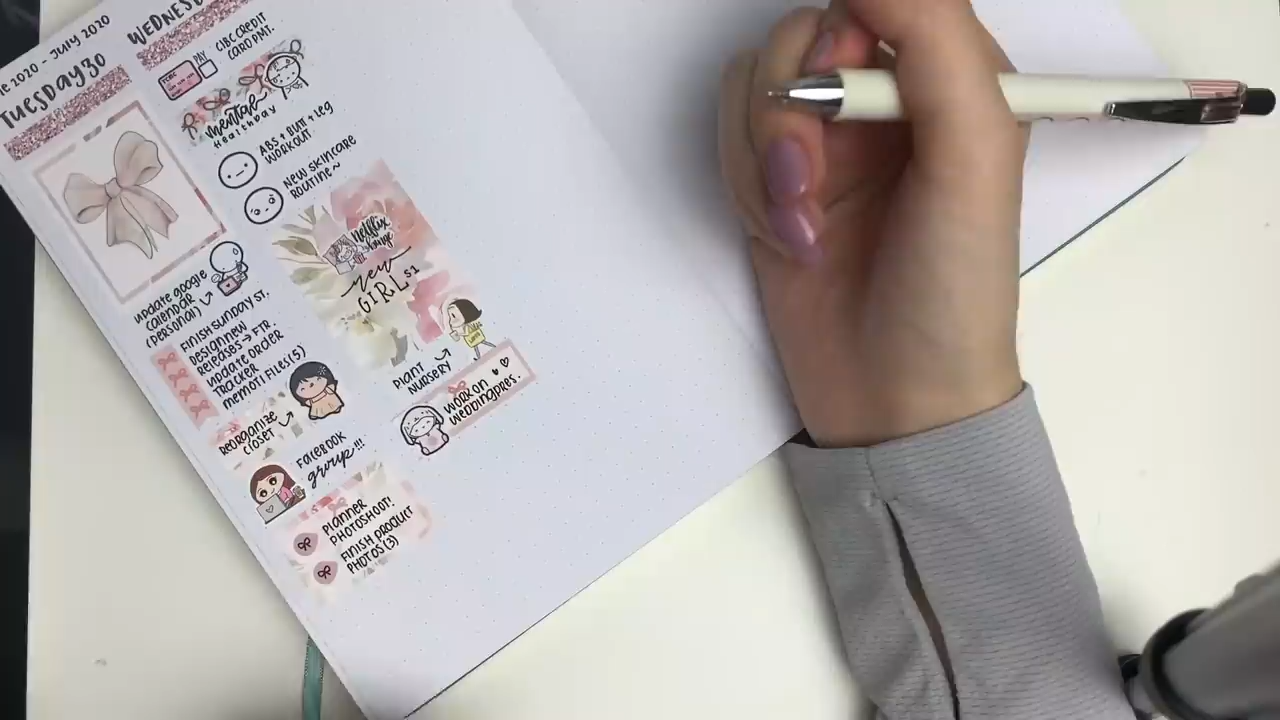 2020 - JULY 2020
TUESDAY 30
update google
calendar
(personal)
FINISH SUNDAY ST.
DESIGN NEW
RELEASES → FTR.
update order
TRACKER
memoti Files (5)
REORGANIZE
CLOSET
FACEBOOK
group!!!
PLANNER
PHOTOSHOOT!
FINISH PRODUCT
PHOTOS (3)
WEDNES
PAY
CIBC CREDIT
CARD PMT.
mental
HEALTH DAY
ABS + BUTT + LEG
WORKOUT
NEW SKINCARE
ROUTINE~
netflix
binge
new
GIRL S1
PLANT
NURSERY
WORK ON
WEDDING PRES.